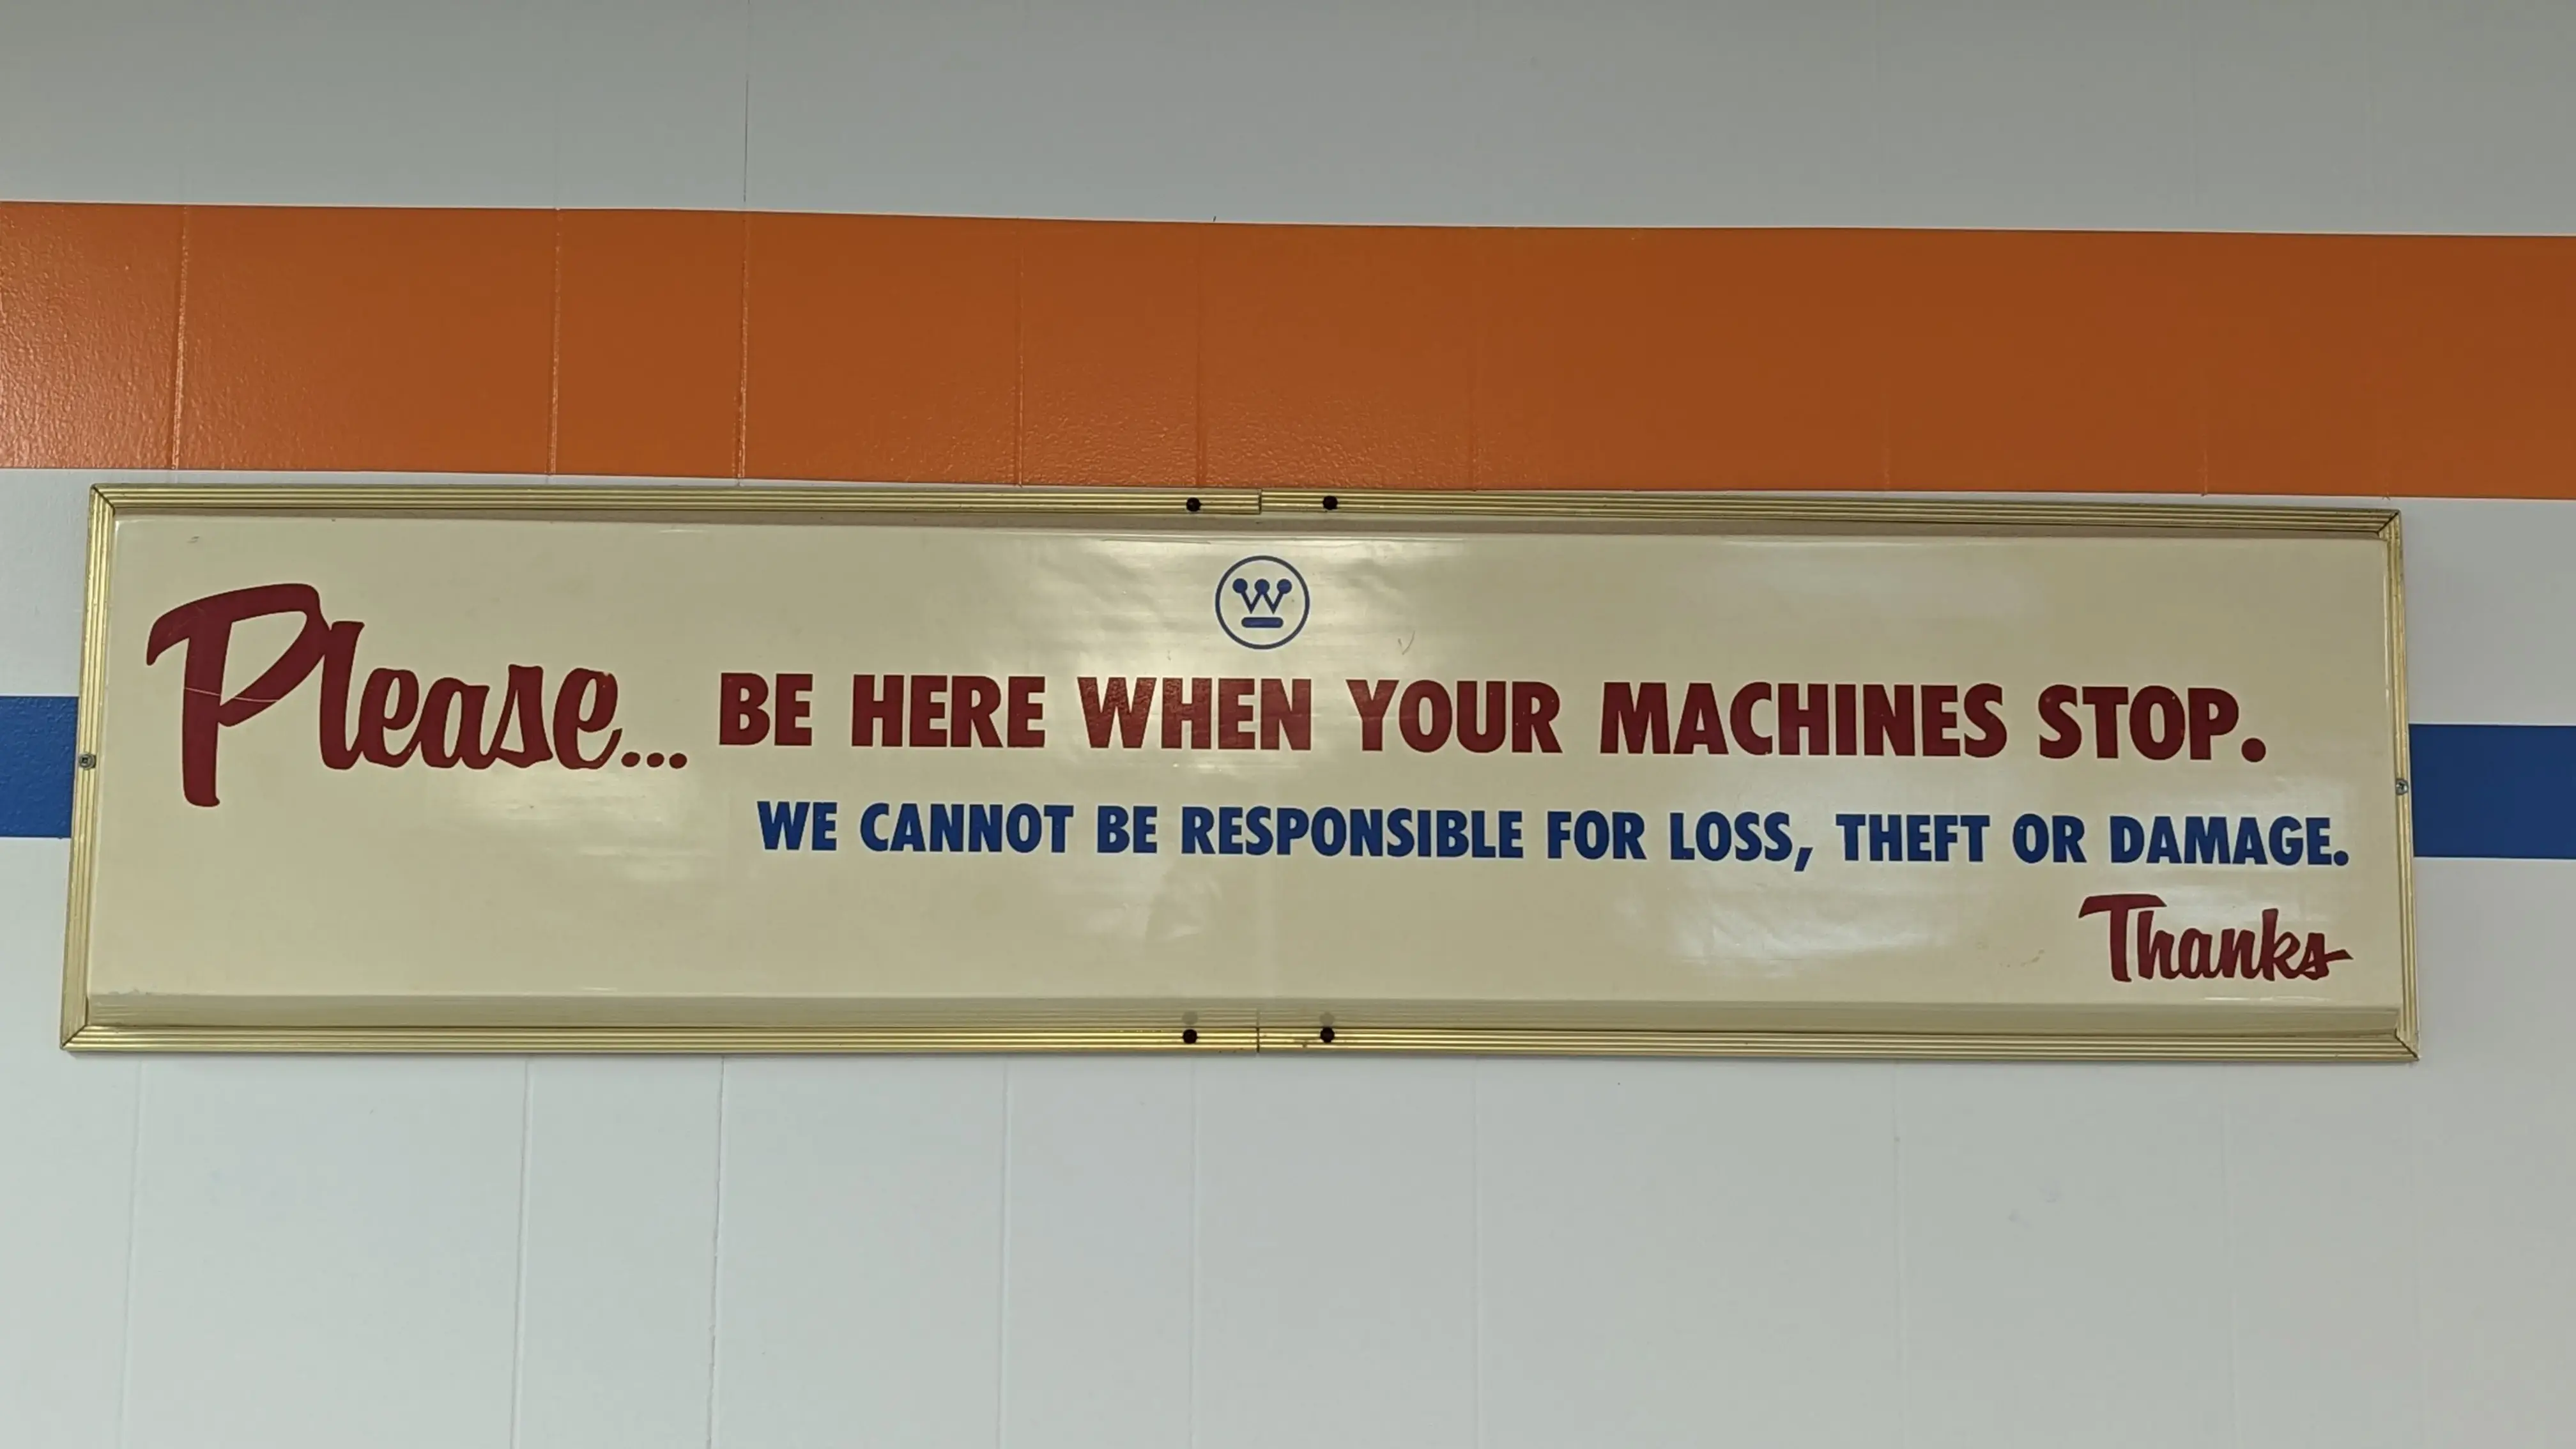 Please... BE HERE WHEN YOUR MACHINES STOP.
WE CANNOT BE RESPONSIBLE FOR LOSS, THEFT OR DAMAGE.
Thanks